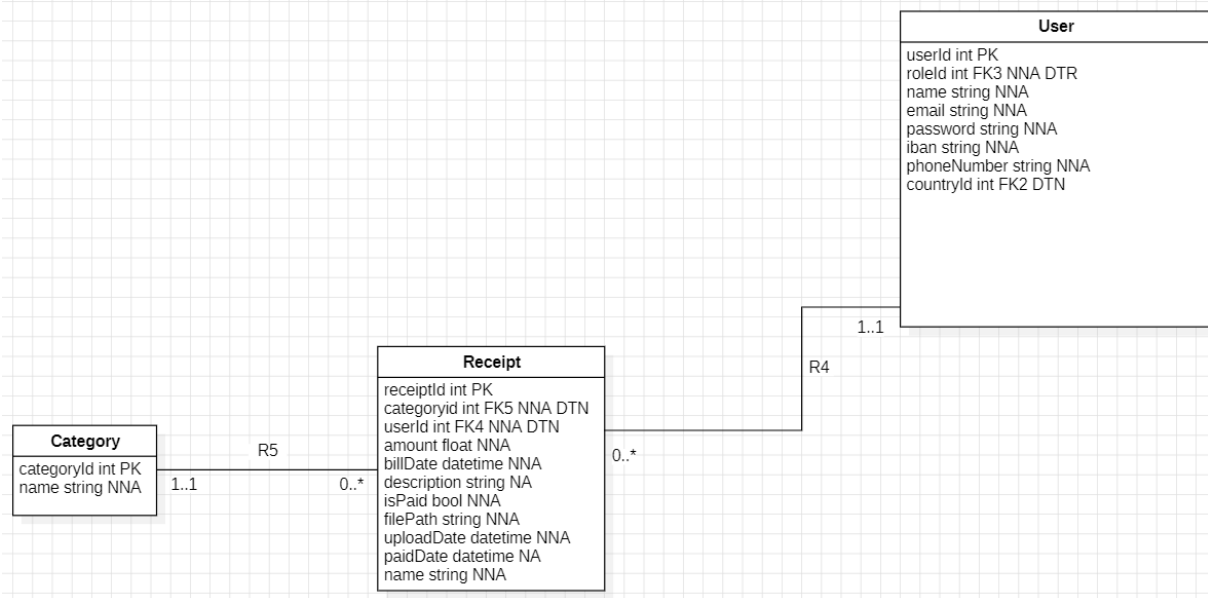 User
userId int PK
roleId int FK3 NNA DTR
name string NNA
email string NNA
password string NNA
iban string NNA
phoneNumber string NNA
countryId int FK2 DTN
1..1
R4
Receipt
receiptId int PK
categoryid int FK5 NNA DTN
userId int FK4 NNA DTN
amount float NNA
billDate datetime NNA
description string NA
isPaid bool NNA
filePath string NNA
uploadDate datetime NNA
paidDate datetime NA
name string NNA
0..*
Category
categoryId int PK
name string NNA
R5
1..1
0..*